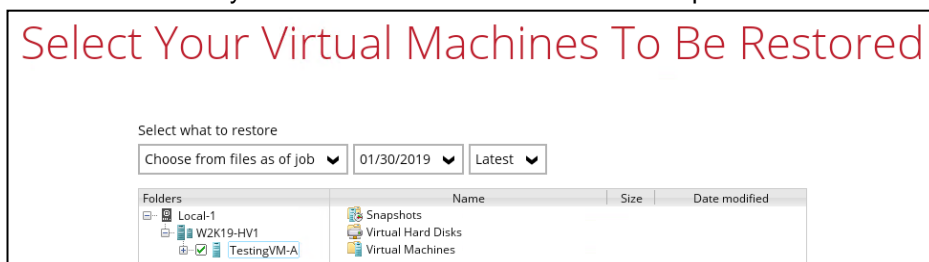 Select Your Virtual Machines To Be Restored
Select what to restore
Choose from files as of job 01/30/2019 Latest
Folders Name Size Date modified
Local-1 Snapshots
W2K19-HV1 Virtual Hard Disks
TestingVM-A Virtual Machines